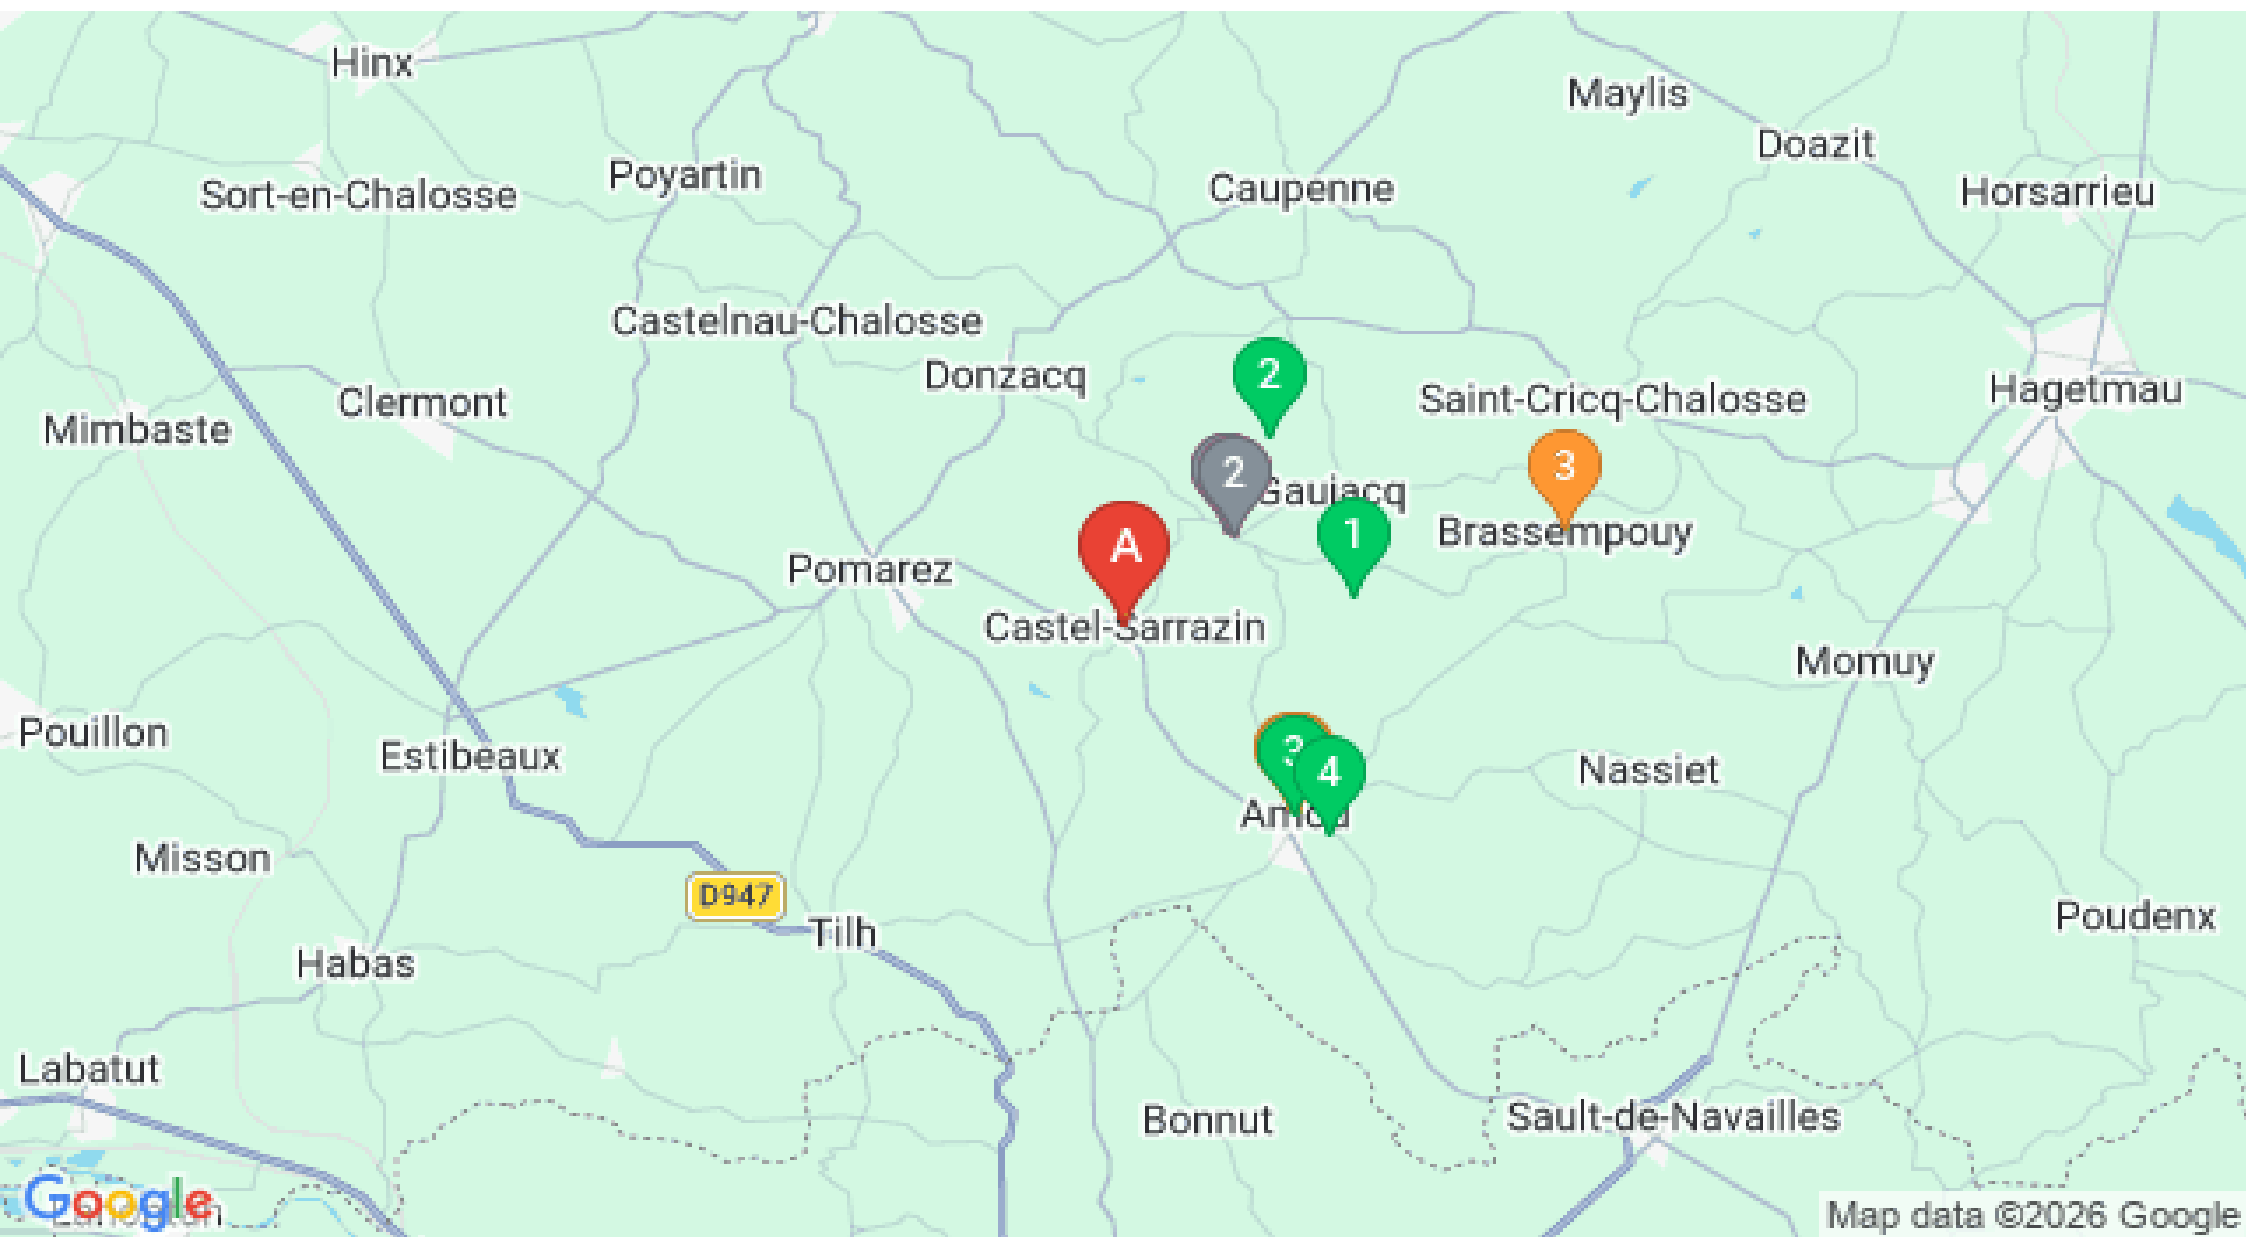 Hinx
Maylis
Doazit
Poyartin
Sort-en-Chalosse
Caupenne
Horsarrieu
Castelnau-Chalosse
2
Donzacq
Saint-Cricq-Chalosse
Hagetmau
Clermont
Mimbaste
3
2
Gaujacq
1
Brassempouy
A
Pomarez
Castel-Sarrazin
Momuy
Pouillon
Estibeaux
3
4
Nassiet
Amou
Misson
D947
Poudenx
Tilh
Habas
Labatut
Bonnut
Sault-de-Navailles
Google
Map data ©2026 Google